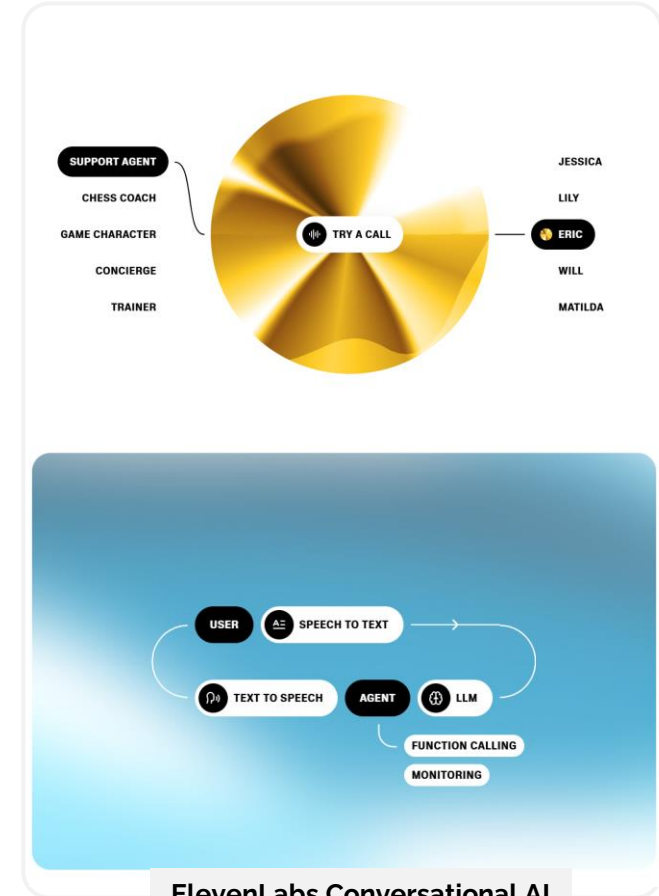 SUPPORT AGENT
CHESS COACH
GAME CHARACTER
CONCIERGE
TRAINER
TRY A CALL
JESSICA
LILY
ERIC
WILL
MATILDA
USER
SPEECH TO TEXT
TEXT TO SPEECH
AGENT
LLM
FUNCTION CALLING
MONITORING
ElevenLabs Conversational AI